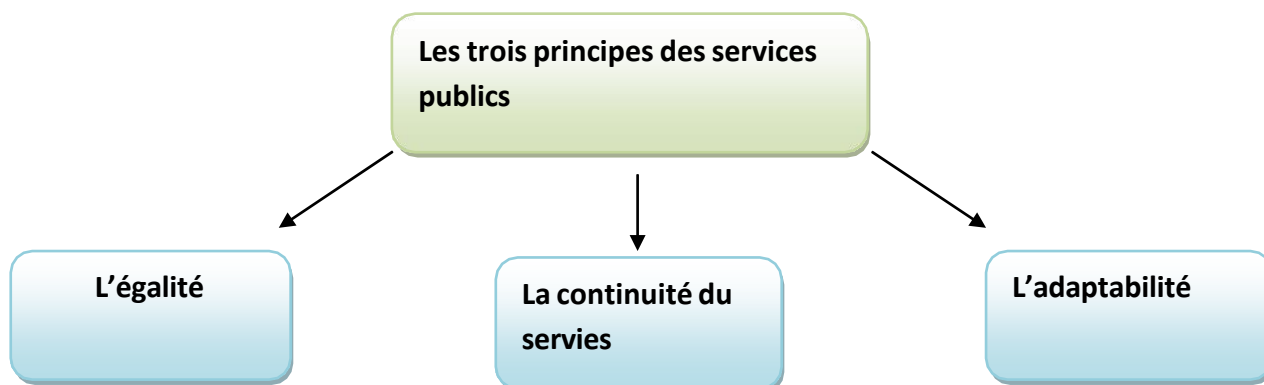 Les trois principes des services
publics
L’égalité
La continuité du
servies
L’adaptabilité